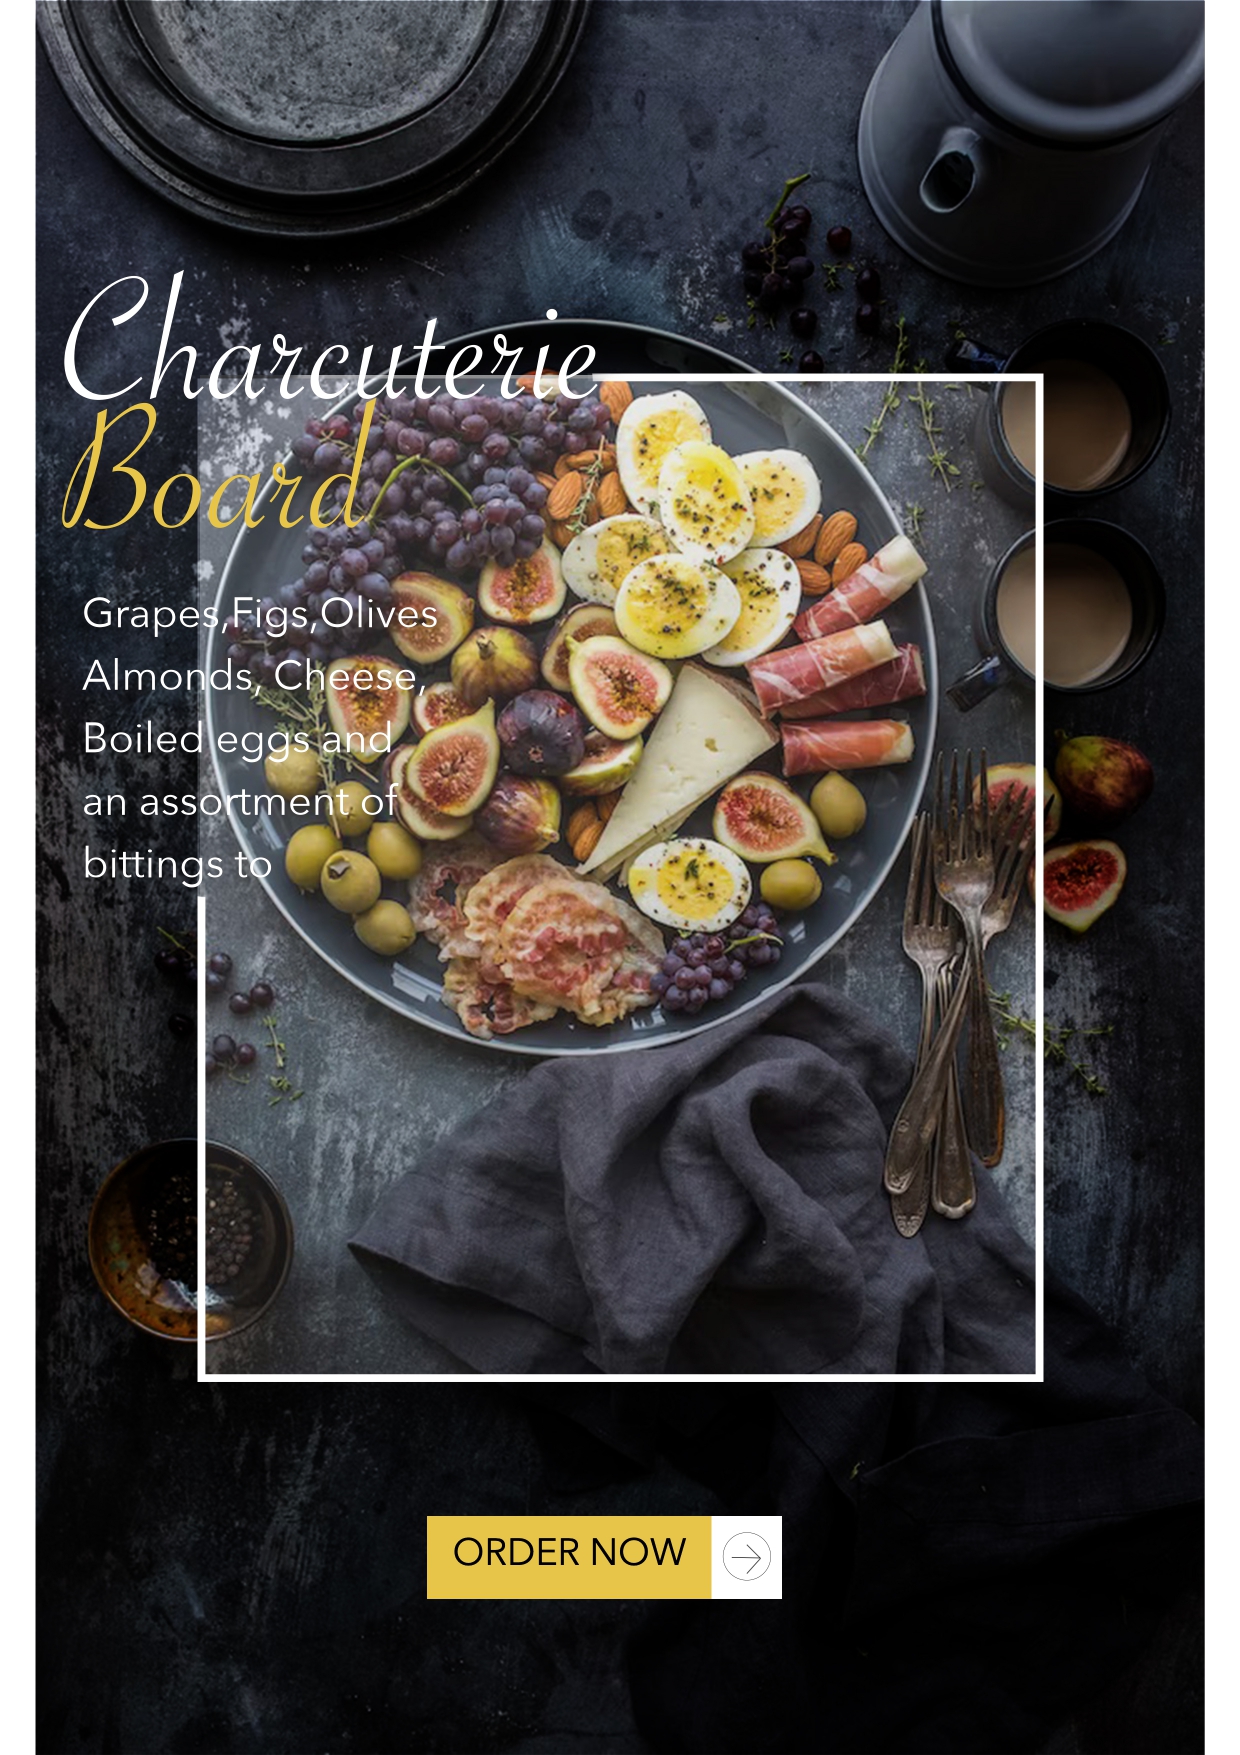 Charcuterie
Board
Grapes,Figs,Olives
Almonds, Cheese,
Boiled eggs and
an assortment of
bittings to
ORDER NOW